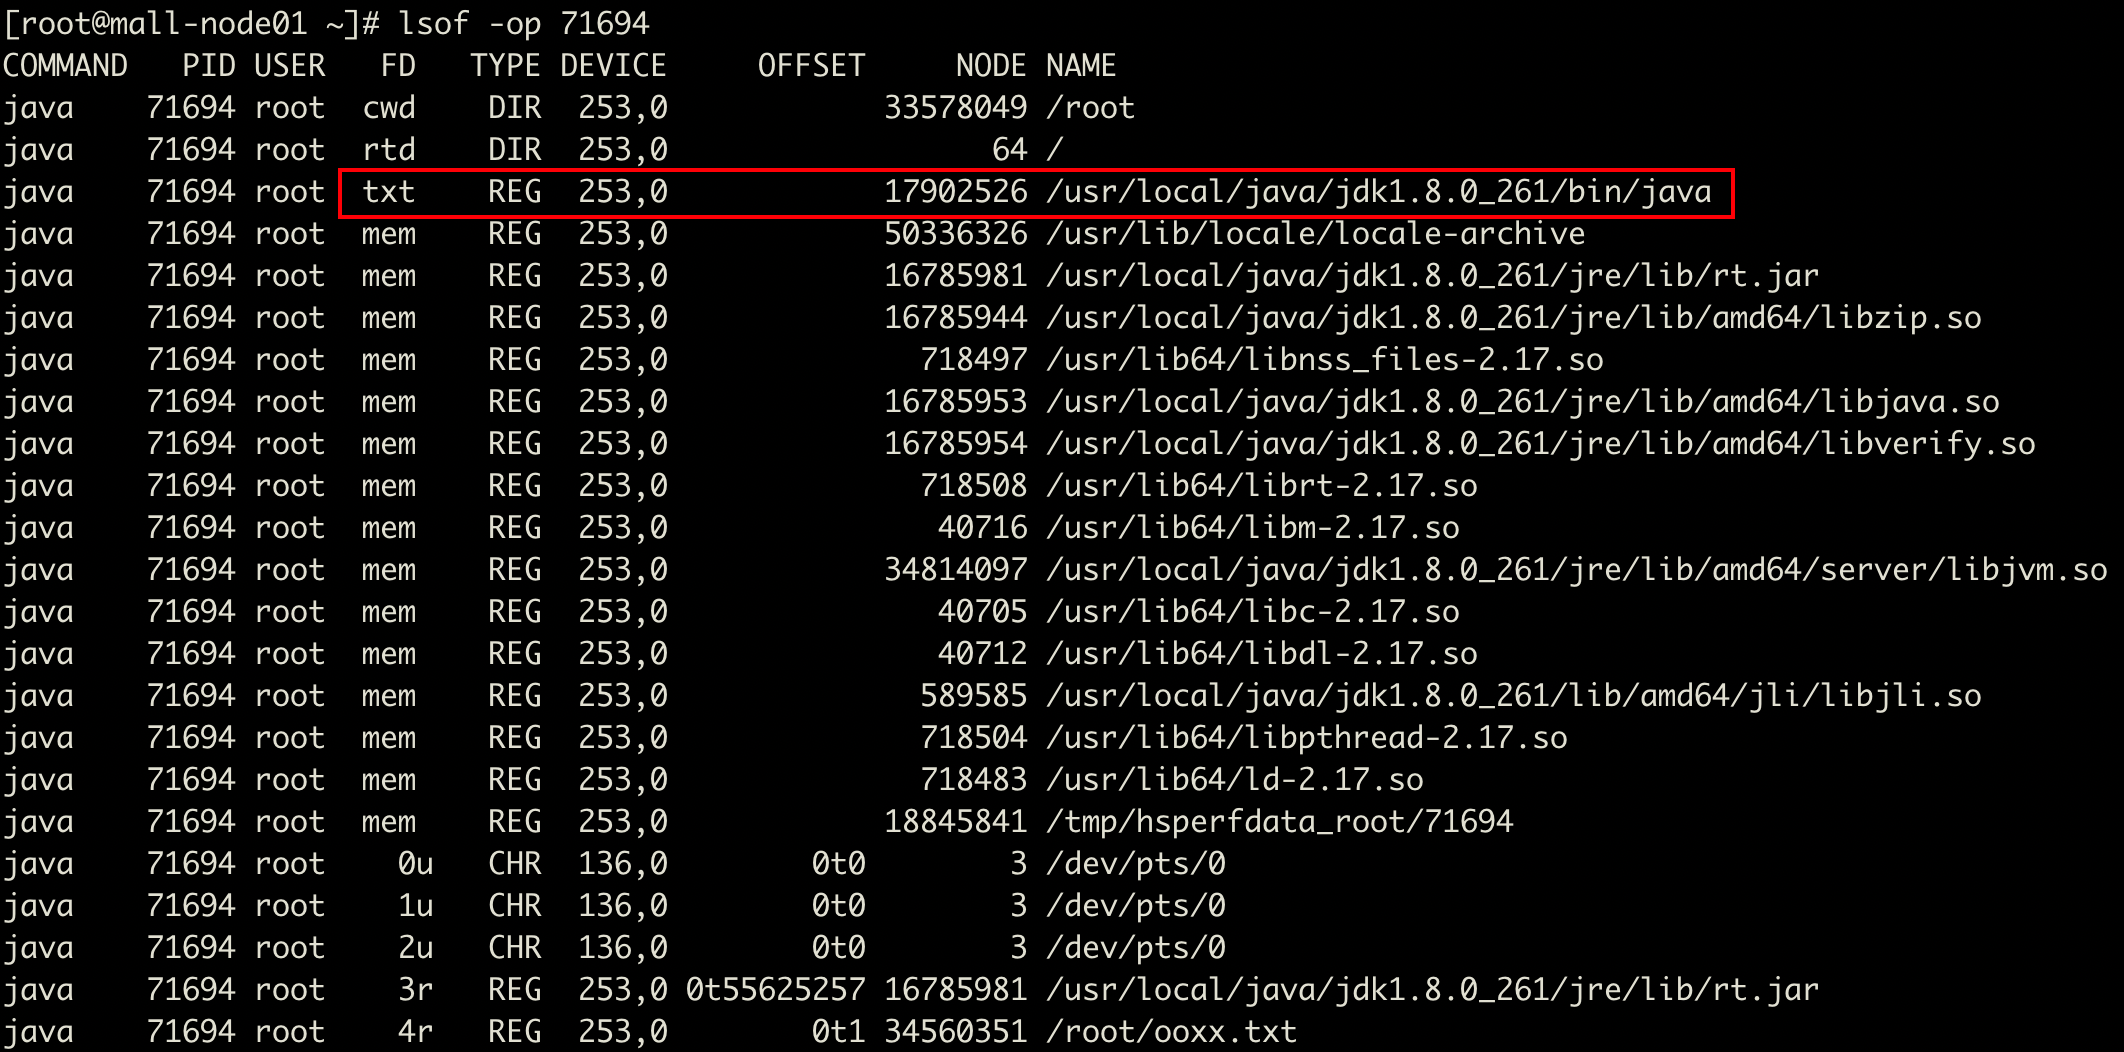 [root@mall-node01 ~]# lsof -op 71694
COMMAND   PID USER   FD   TYPE DEVICE     OFFSET     NODE NAME
java    71694 root  cwd    DIR  253,0            33578049 /root
java    71694 root  rtd    DIR  253,0                  64 /
java    71694 root  txt    REG  253,0            17902526 /usr/local/java/jdk1.8.0_261/bin/java
java    71694 root  mem    REG  253,0            50336326 /usr/lib/locale/locale-archive
java    71694 root  mem    REG  253,0            16785981 /usr/local/java/jdk1.8.0_261/jre/lib/rt.jar
java    71694 root  mem    REG  253,0            16785944 /usr/local/java/jdk1.8.0_261/jre/lib/amd64/libzip.so
java    71694 root  mem    REG  253,0              718497 /usr/lib64/libnss_files-2.17.so
java    71694 root  mem    REG  253,0            16785953 /usr/local/java/jdk1.8.0_261/jre/lib/amd64/libjava.so
java    71694 root  mem    REG  253,0            16785954 /usr/local/java/jdk1.8.0_261/jre/lib/amd64/libverify.so
java    71694 root  mem    REG  253,0              718508 /usr/lib64/librt-2.17.so
java    71694 root  mem    REG  253,0               40716 /usr/lib64/libm-2.17.so
java    71694 root  mem    REG  253,0            34814097 /usr/local/java/jdk1.8.0_261/jre/lib/amd64/server/libjvm.so
java    71694 root  mem    REG  253,0               40705 /usr/lib64/libc-2.17.so
java    71694 root  mem    REG  253,0               40712 /usr/lib64/libdl-2.17.so
java    71694 root  mem    REG  253,0              589585 /usr/local/java/jdk1.8.0_261/lib/amd64/jli/libjli.so
java    71694 root  mem    REG  253,0              718504 /usr/lib64/libpthread-2.17.so
java    71694 root  mem    REG  253,0              718483 /usr/lib64/ld-2.17.so
java    71694 root  mem    REG  253,0            18845841 /tmp/hsperfdata_root/71694
java    71694 root    0u   CHR  136,0        0t0        3 /dev/pts/0
java    71694 root    1u   CHR  136,0        0t0        3 /dev/pts/0
java    71694 root    2u   CHR  136,0        0t0        3 /dev/pts/0
java    71694 root    3r   REG  253,0 0t55625257 16785981 /usr/local/java/jdk1.8.0_261/jre/lib/rt.jar
java    71694 root    4r   REG  253,0        0t1 34560351 /root/ooxx.txt